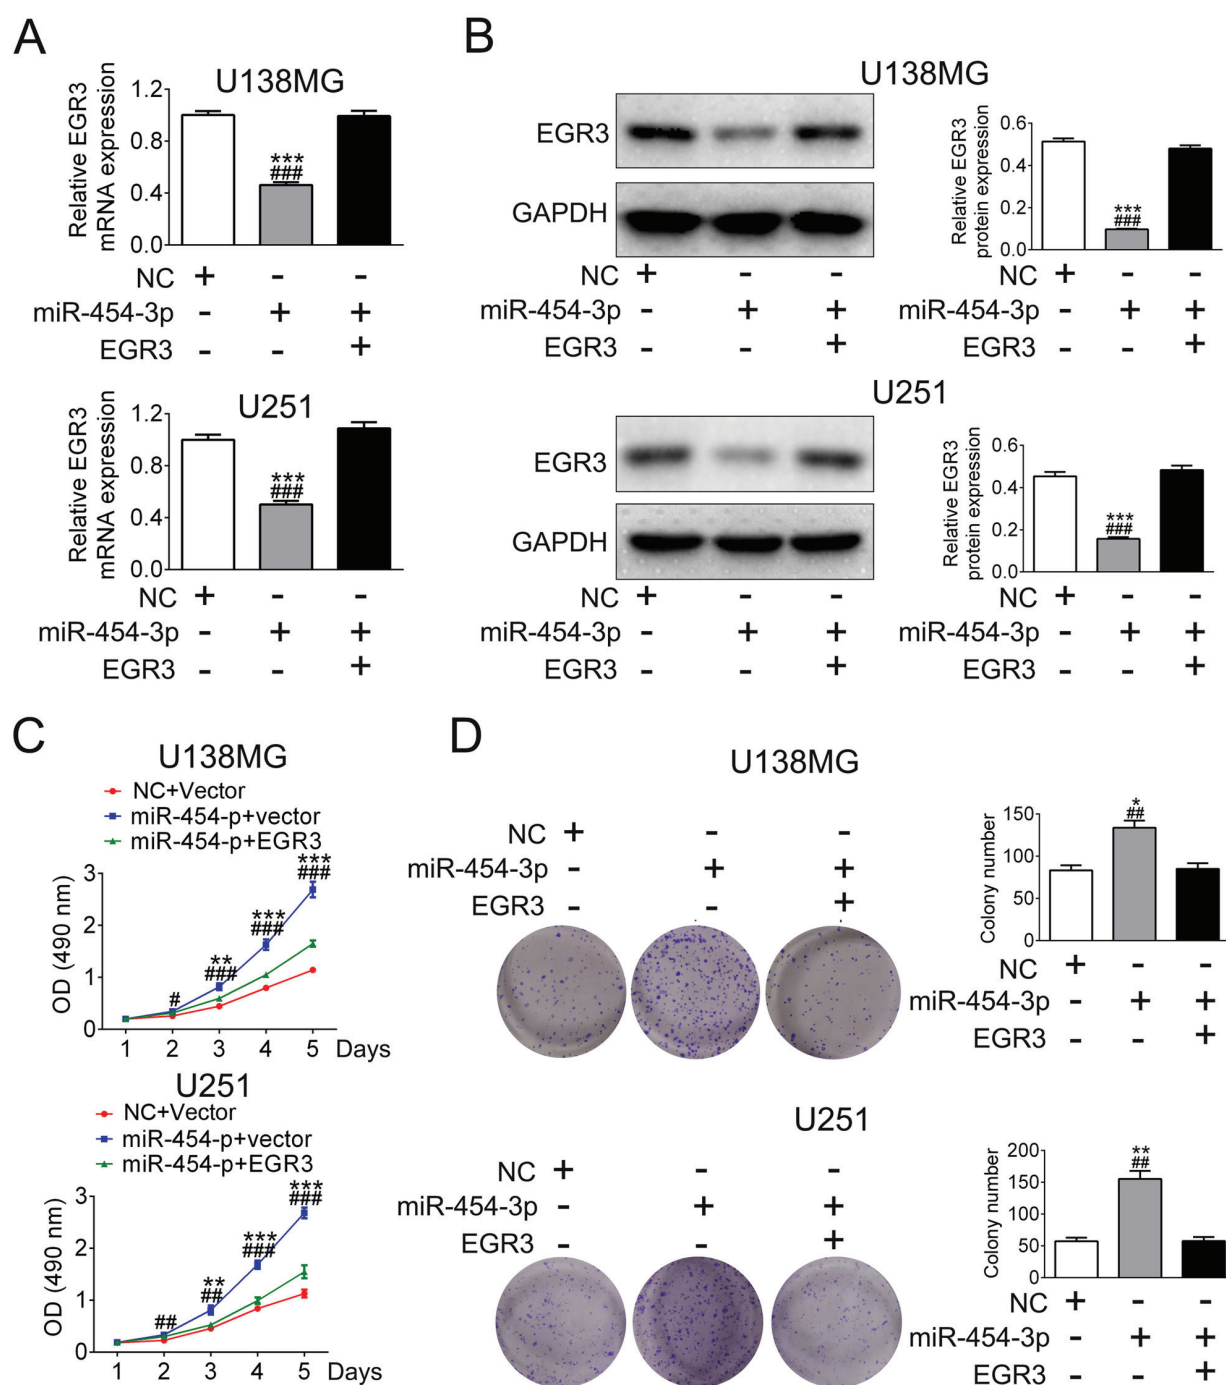 A
U138MG
Relative EGR3
mRNA expression
1.2
0.8
0.4
0.0
***
###
NC + - -
miR-454-3p - + +
EGR3 - - +
U251
Relative EGR3
mRNA expression
1.2
0.8
0.4
0.0
***
###
NC + - -
miR-454-3p - + +
EGR3 - - +
B
U138MG
EGR3
GAPDH
NC + - -
miR-454-3p - + +
EGR3 - - +
Relative EGR3
protein expression
0.6
0.4
0.2
0.0
***
###
NC + - -
miR-454-3p - + +
EGR3 - - +
U251
EGR3
GAPDH
NC + - -
miR-454-3p - + +
EGR3 - - +
Relative EGR3
protein expression
0.6
0.4
0.2
0.0
***
###
NC + - -
miR-454-3p - + +
EGR3 - - +
C
U138MG
NC+Vector
miR-454-p+vector
miR-454-p+EGR3
OD (490 nm)
3
2
1
0
#
**
###
***
###
***
###
1 2 3 4 5 Days
U251
NC+Vector
miR-454-p+vector
miR-454-p+EGR3
OD (490 nm)
3
2
1
0
##
**
##
***
###
***
###
1 2 3 4 5 Days
D
U138MG
NC + - -
miR-454-3p - + +
EGR3 - - +
Colony number
150
100
50
0
*
##
NC + - -
miR-454-3p - + +
EGR3 - - +
U251
NC + - -
miR-454-3p - + +
EGR3 - - +
Colony number
200
150
100
50
0
**
##
NC + - -
miR-454-3p - + +
EGR3 - - +